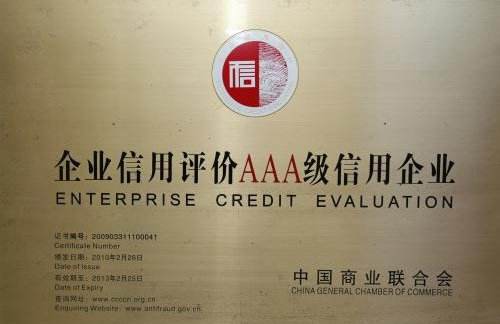 信
企业信用评价AAA级信用企业
ENTERPRISE CREDIT EVALUATION
证书编号：200903311100041
Certificate Number
颁发日期：2010年2月26日
Date of Issue
有效期至：2013年2月25日
Date of Expiry
查询网址：www.ccccn.org.cn
Enquiring Website：www.antifraud.gov.cn
中国商业联合会
CHINA GENERAL CHAMBER OF COMMERCE